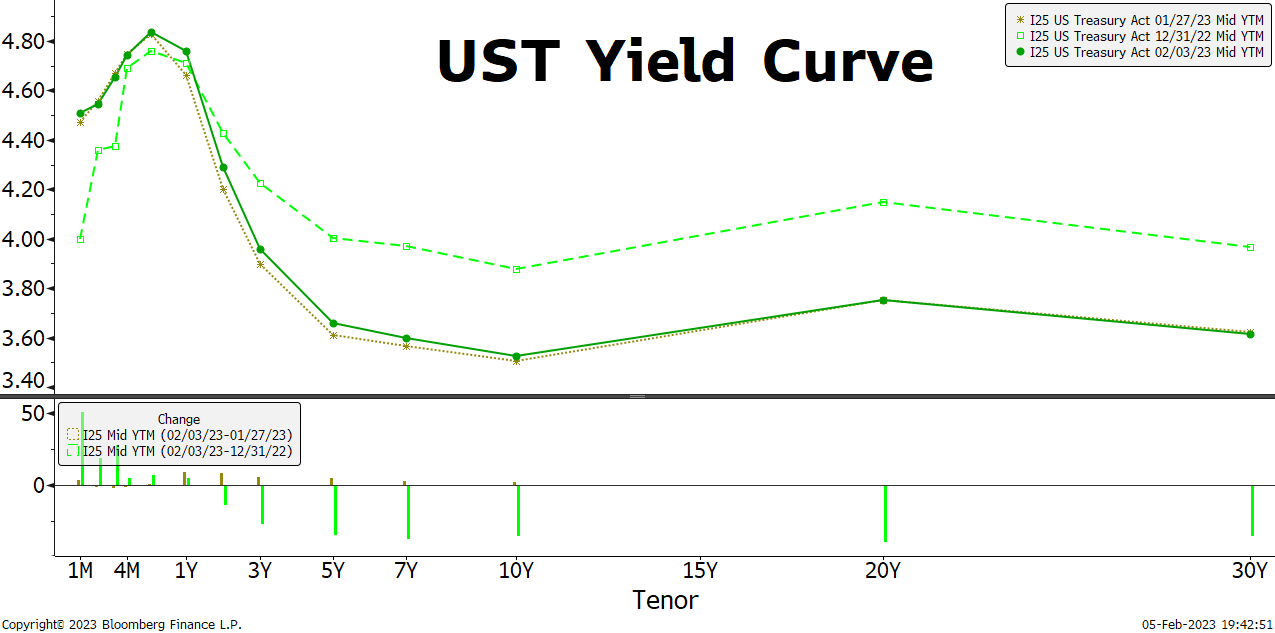 UST Yield Curve
I25 US Treasury Act 01/27/23 Mid YTM
I25 US Treasury Act 12/31/22 Mid YTM
I25 US Treasury Act 02/03/23 Mid YTM
4.80
4.60
4.40
4.20
4.00
3.80
3.60
3.40
50
0
Change
I25 Mid YTM (02/03/23-01/27/23)
I25 Mid YTM (02/03/23-12/31/22)
1M 4M 1Y 3Y 5Y 7Y 10Y 15Y 20Y 30Y
Tenor
Copyright© 2023 Bloomberg Finance L.P. 05-Feb-2023 19:42:51